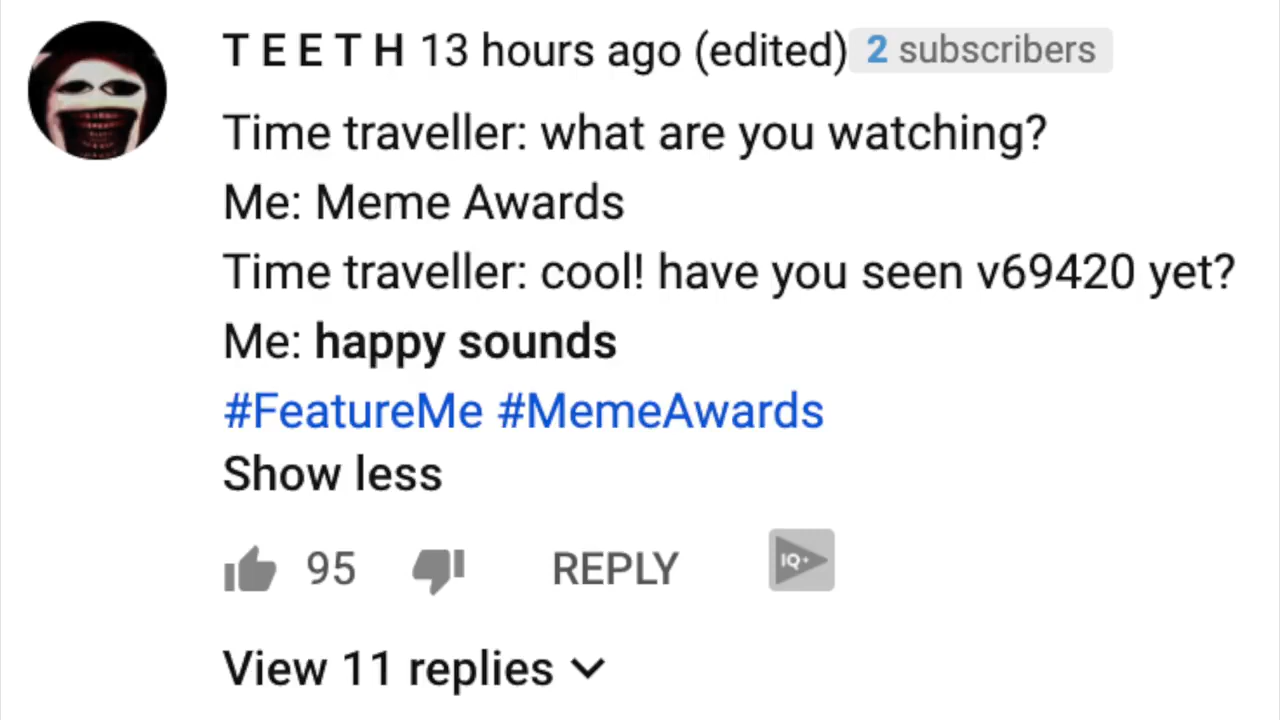 T E E T H 13 hours ago (edited) 2 subscribers
Time traveller: what are you watching?
Me: Meme Awards
Time traveller: cool! have you seen v69420 yet?
Me: happy sounds
#FeatureMe #MemeAwards
Show less
95 REPLY IQ+
View 11 replies